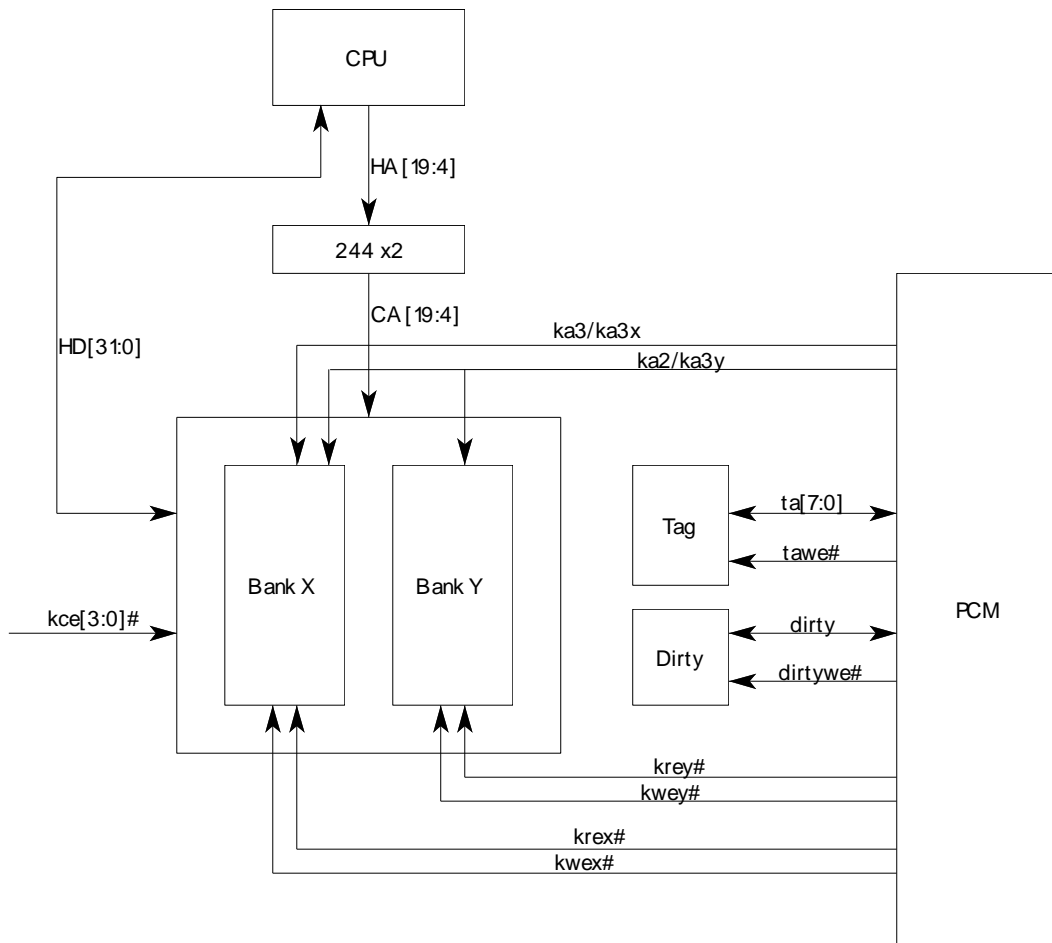 CPU
HA[19:4]
244 x2
CA[19:4]
HD[31:0]
ka3/ka3x
ka2/ka3y
Bank X
Bank Y
Tag
ta[7:0]
tawe#
kce[3:0]#
Dirty
dirty
dirtywe#
PCM
krey#
kwey#
krex#
kwex#